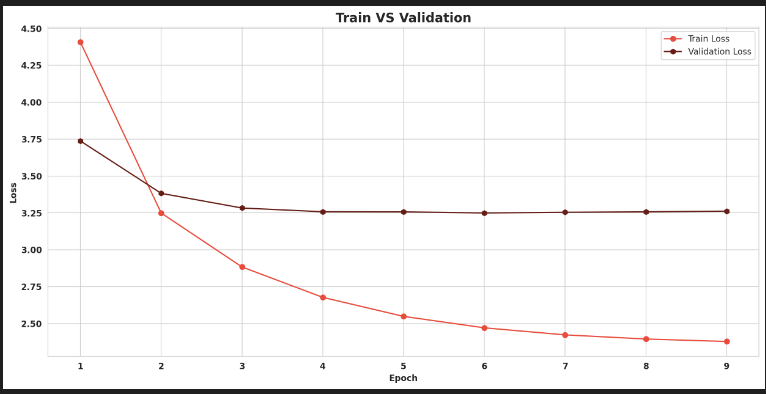 Train VS Validation
4.50
4.25
4.00
3.75
3.50
3.25
3.00
2.75
2.50
Loss
Train Loss
Validation Loss
1 2 3 4 5 6 7 8 9
Epoch